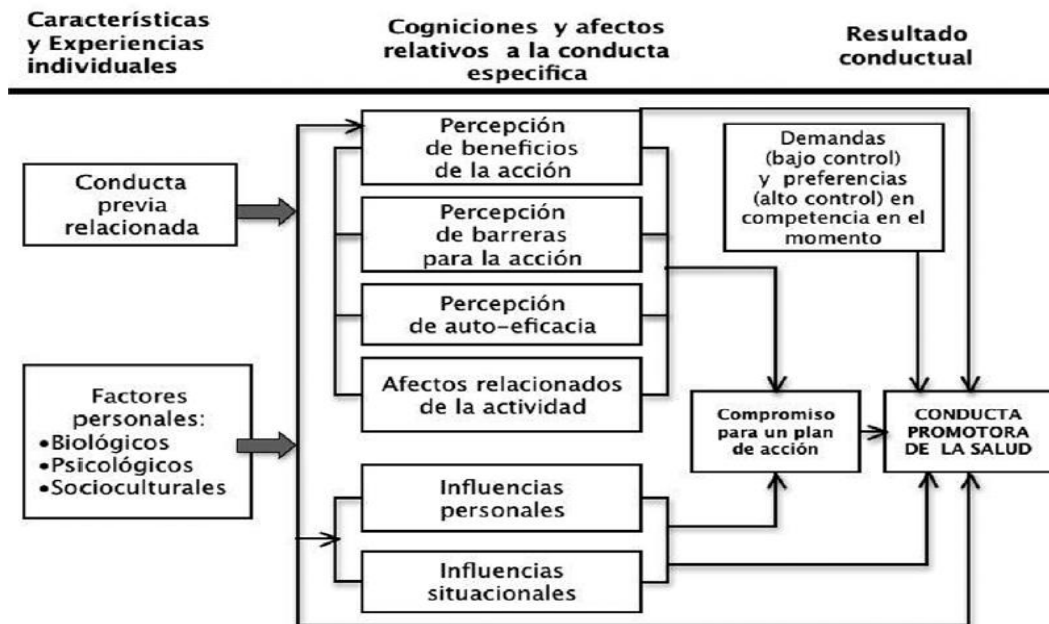 Características
y Experiencias
individuales
Cogniciones y afectos
relativos a la conducta
especifica
Resultado
conductual
Conducta
previa
relacionada
Factores
personales:
•Biológicos
•Psicológicos
•Socioculturales
Percepción
de beneficios
de la acción
Percepción
de barreras
para la acción
Percepción
de auto-eficacia
Afectos relacionados
de la actividad
Influencias
personales
Influencias
situacionales
Demandas
(bajo control)
y preferencias
(alto control) en
competencia en el
momento
Compromiso
para un plan
de acción
CONDUCTA
PROMOTORA
DE LA SALUD